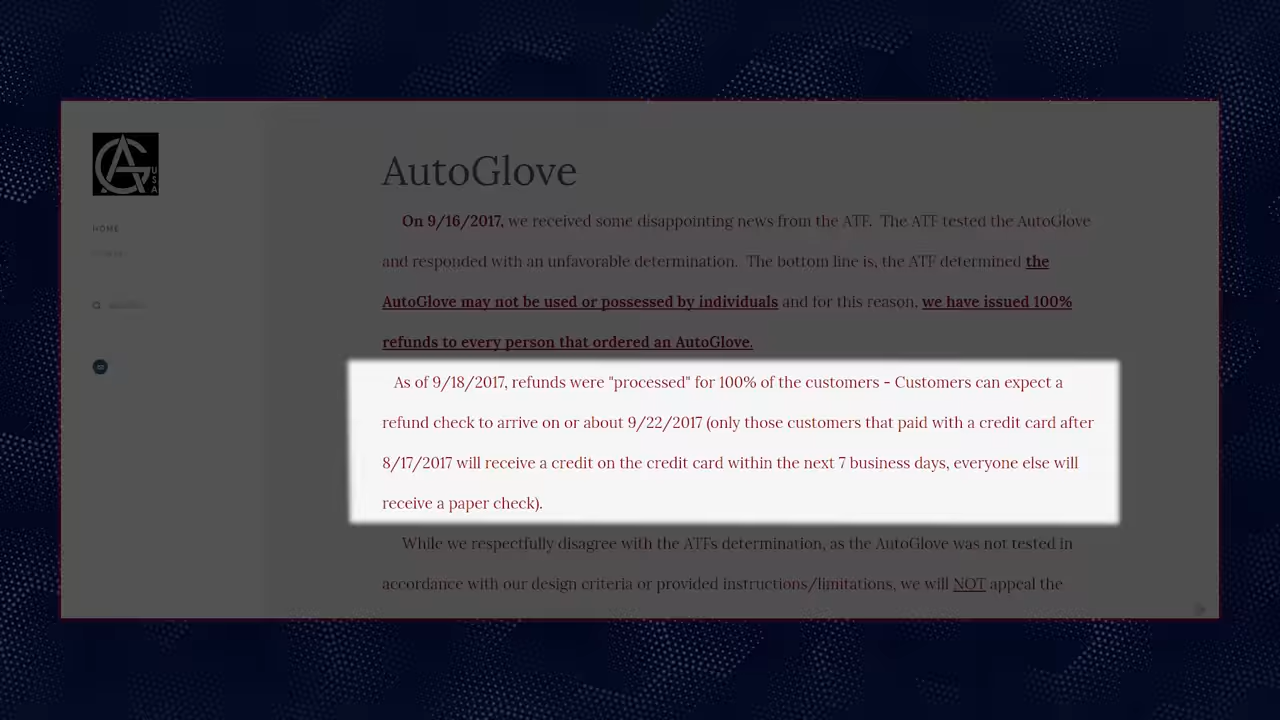 AG
USA
HOME
AutoGlove
On 9/16/2017, we received some disappointing news from the ATF. The ATF tested the AutoGlove
and responded with an unfavorable determination. The bottom line is, the ATF determined the
AutoGlove may not be used or possessed by individuals and for this reason, we have issued 100%
refunds to every person that ordered an AutoGlove.
As of 9/18/2017, refunds were "processed" for 100% of the customers - Customers can expect a
refund check to arrive on or about 9/22/2017 (only those customers that paid with a credit card after
8/17/2017 will receive a credit on the credit card within the next 7 business days, everyone else will
receive a paper check).
While we respectfully disagree with the ATFs determination, as the AutoGlove was not tested in
accordance with our design criteria or provided instructions/limitations, we will NOT appeal the